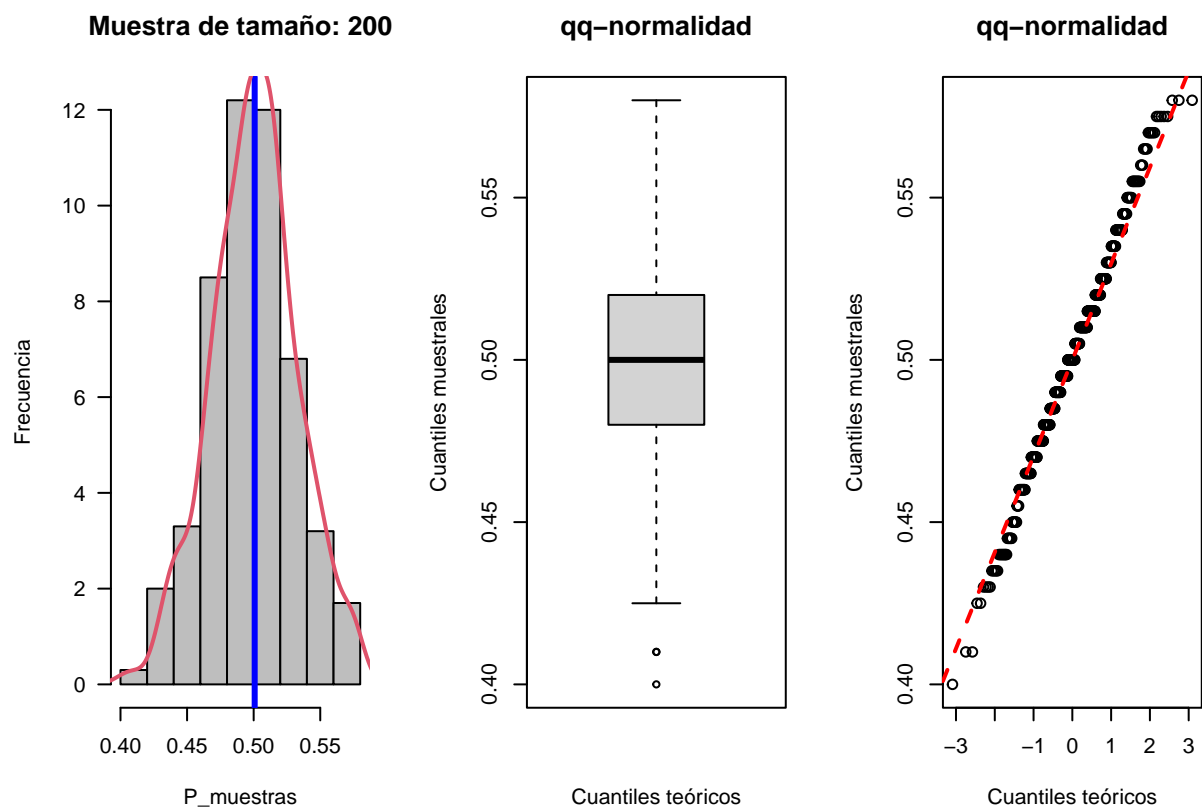 Muestra de tamaño: 200
Frecuencia
12
10
8
6
4
2
0
0.40 0.45 0.50 0.55
P_muestras
qq−normalidad
Cuantiles muestrales
0.55
0.50
0.45
0.40
Cuantiles teóricos
qq−normalidad
Cuantiles muestrales
0.55
0.50
0.45
0.40
−3 −1 0 1 2 3
Cuantiles teóricos